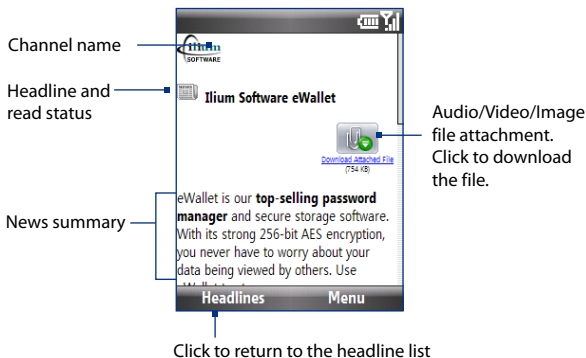 Channel name
ilium
SOFTWARE
Headline and
read status
Ilium Software eWallet
Audio/Video/Image
file attachment.
Click to download
the file.
Download Attached File
(754 KB)
News summary
eWallet is our top-selling password
manager and secure storage software.
With its strong 256-bit AES encryption,
you never have to worry about your
data being viewed by others. Use
Headlines Menu
Click to return to the headline list